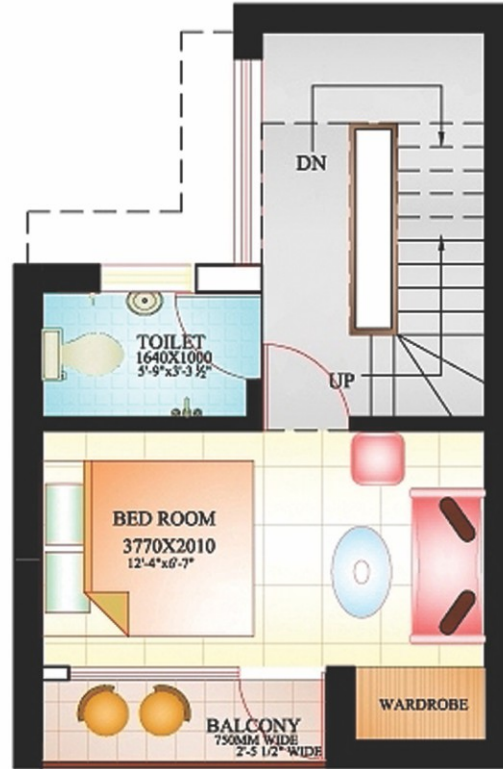 DN
TOILET
1640X1000
5'-9"x3'-3 ½"
UP
BED ROOM
3770X2010
12'-4"x6'-7"
WARDROBE
BALCONY
750MM WIDE
2'-5 1/2" WIDE